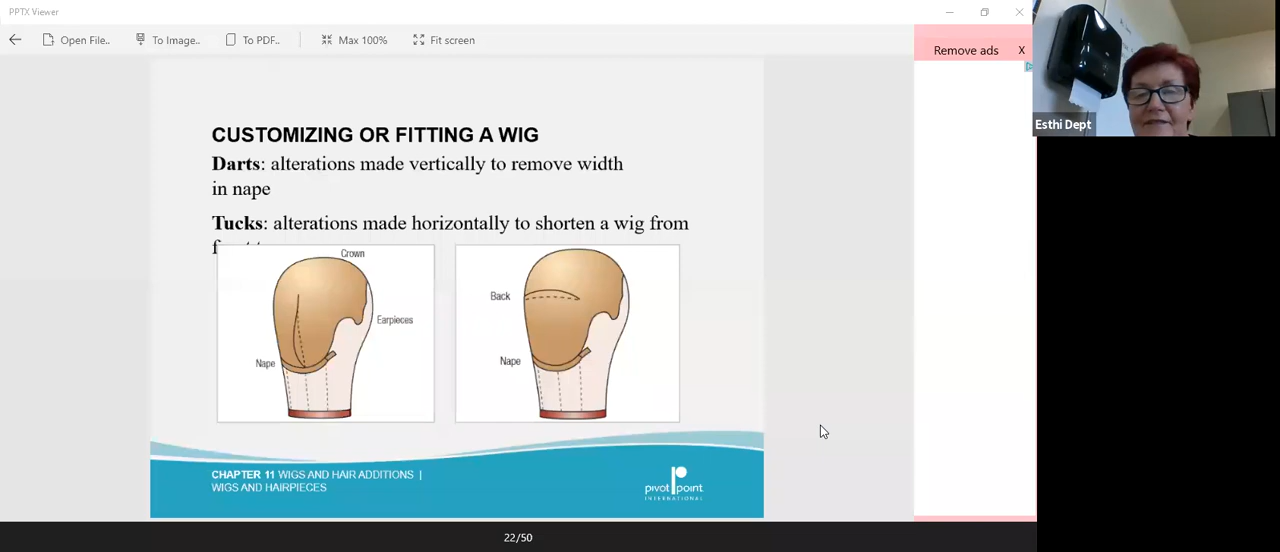 PPTX Viewer
Open File..
To Image..
To PDF..
Max 100%
Fit screen
Remove ads X
Esthi Dept
CUSTOMIZING OR FITTING A WIG
Darts: alterations made vertically to remove width
in nape
Tucks: alterations made horizontally to shorten a wig from
Crown
Earpieces
Nape
Back
Nape
CHAPTER 11 WIGS AND HAIR ADDITIONS |
WIGS AND HAIRPIECES
pivot point
INTERNATIONAL
22/50